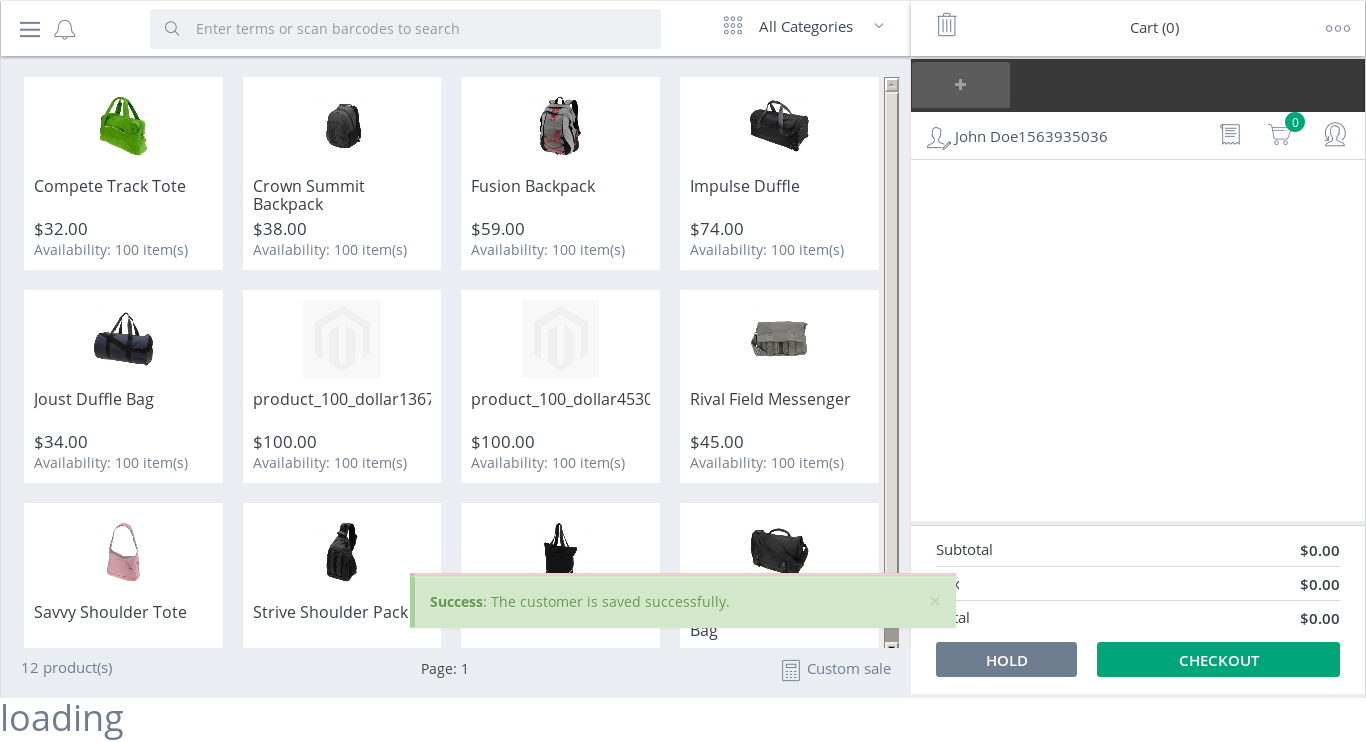 Enter terms or scan barcodes to search
All Categories
Cart (0)
+
John Doe1563935036
0
Compete Track Tote
$32.00
Availability: 100 item(s)
Crown Summit
Backpack
$38.00
Availability: 100 item(s)
Fusion Backpack
$59.00
Availability: 100 item(s)
Impulse Duffle
$74.00
Availability: 100 item(s)
Joust Duffle Bag
$34.00
Availability: 100 item(s)
product_100_dollar1367
$100.00
Availability: 100 item(s)
product_100_dollar4530
$100.00
Availability: 100 item(s)
Rival Field Messenger
$45.00
Availability: 100 item(s)
Savvy Shoulder Tote
Strive Shoulder Pack
Bag
Success: The customer is saved successfully.
×
Subtotal
$0.00
x
$0.00
tal
$0.00
HOLD
CHECKOUT
12 product(s)
Page: 1
Custom sale
loading